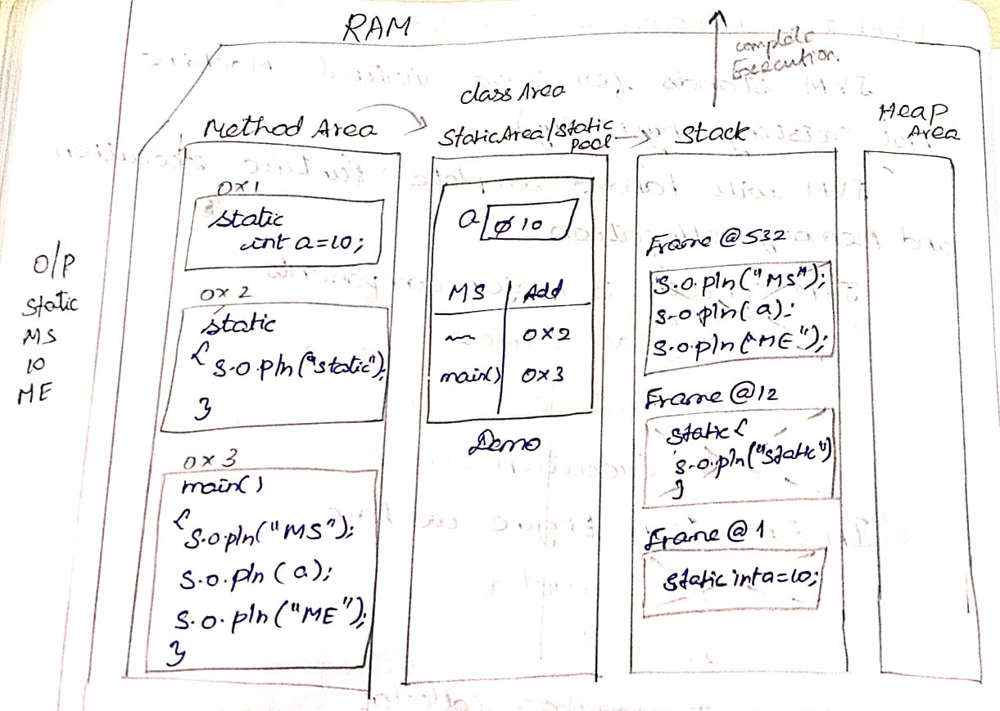 RAM
complete
Execution.
class Area
Method Area
Static Area/Static
Pool
Stack
Heap
Area
O/P
Static
MS
10
ME
0x1
static
int a=10;
0x2
static
{ S.o.pln("static");
}
0x3
main()
{ S.o.pln("MS");
S.o.pln(a);
S.o.pln("ME");
}
a 0 10
MS Add
0x2
main() 0x3
Demo
Frame @532
S.o.pln("MS");
s.o.pln(a);
S.o.pln("ME");
Frame @12
static {
s.o.pln("static")
}
Frame @1
static int a=10;